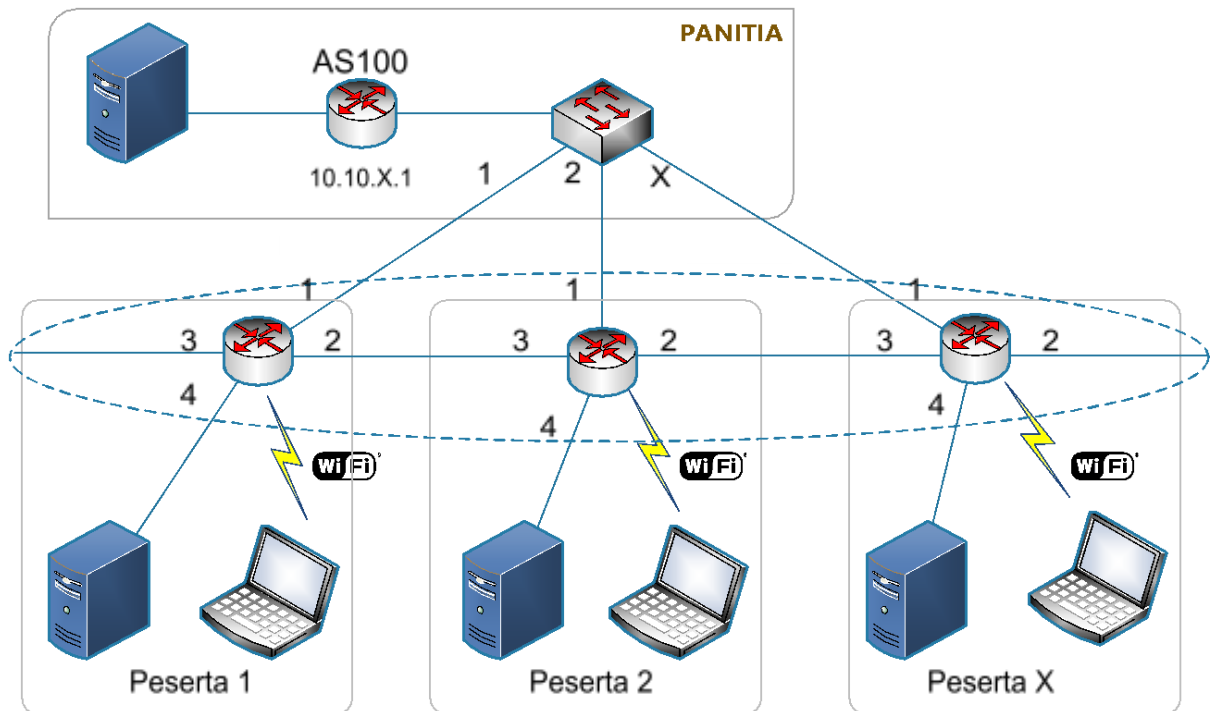 PANITIA
AS100
10.10.X.1
1
2
X
1
1
1
3
2
3
2
3
2
4
4
4
WiFi
WiFi
WiFi
Peserta 1
Peserta 2
Peserta X